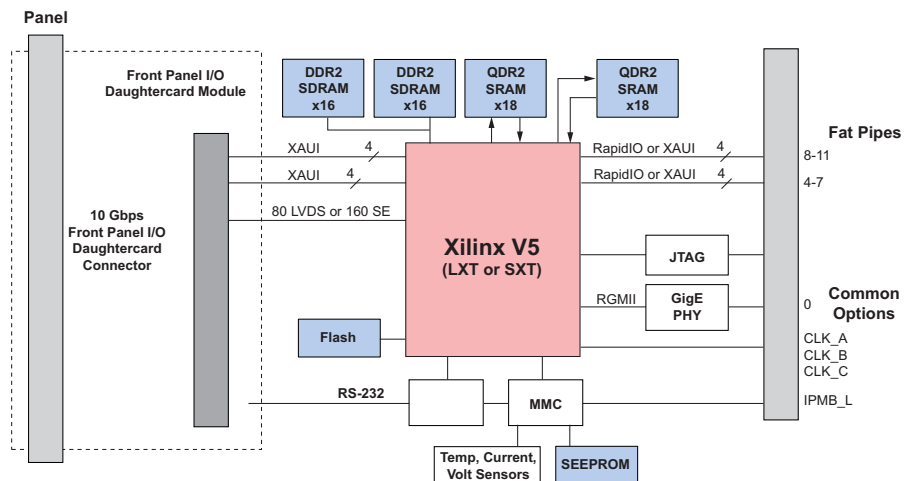 Panel
Front Panel I/O
Daughtercard Module
DDR2
SDRAM
x16
DDR2
SDRAM
x16
QDR2
SRAM
x18
QDR2
SRAM
x18
Fat Pipes
XAUI
4
RapidIO or XAUI
4
8-11
XAUI
4
RapidIO or XAUI
4
4-7
80 LVDS or 160 SE
10 Gbps
Front Panel I/O
Daughtercard
Connector
Xilinx V5
(LXT or SXT)
JTAG
RGMII
GigE
PHY
0
Common
Options
Flash
CLK_A
CLK_B
CLK_C
RS-232
MMC
IPMB_L
Temp, Current,
Volt Sensors
SEEPROM